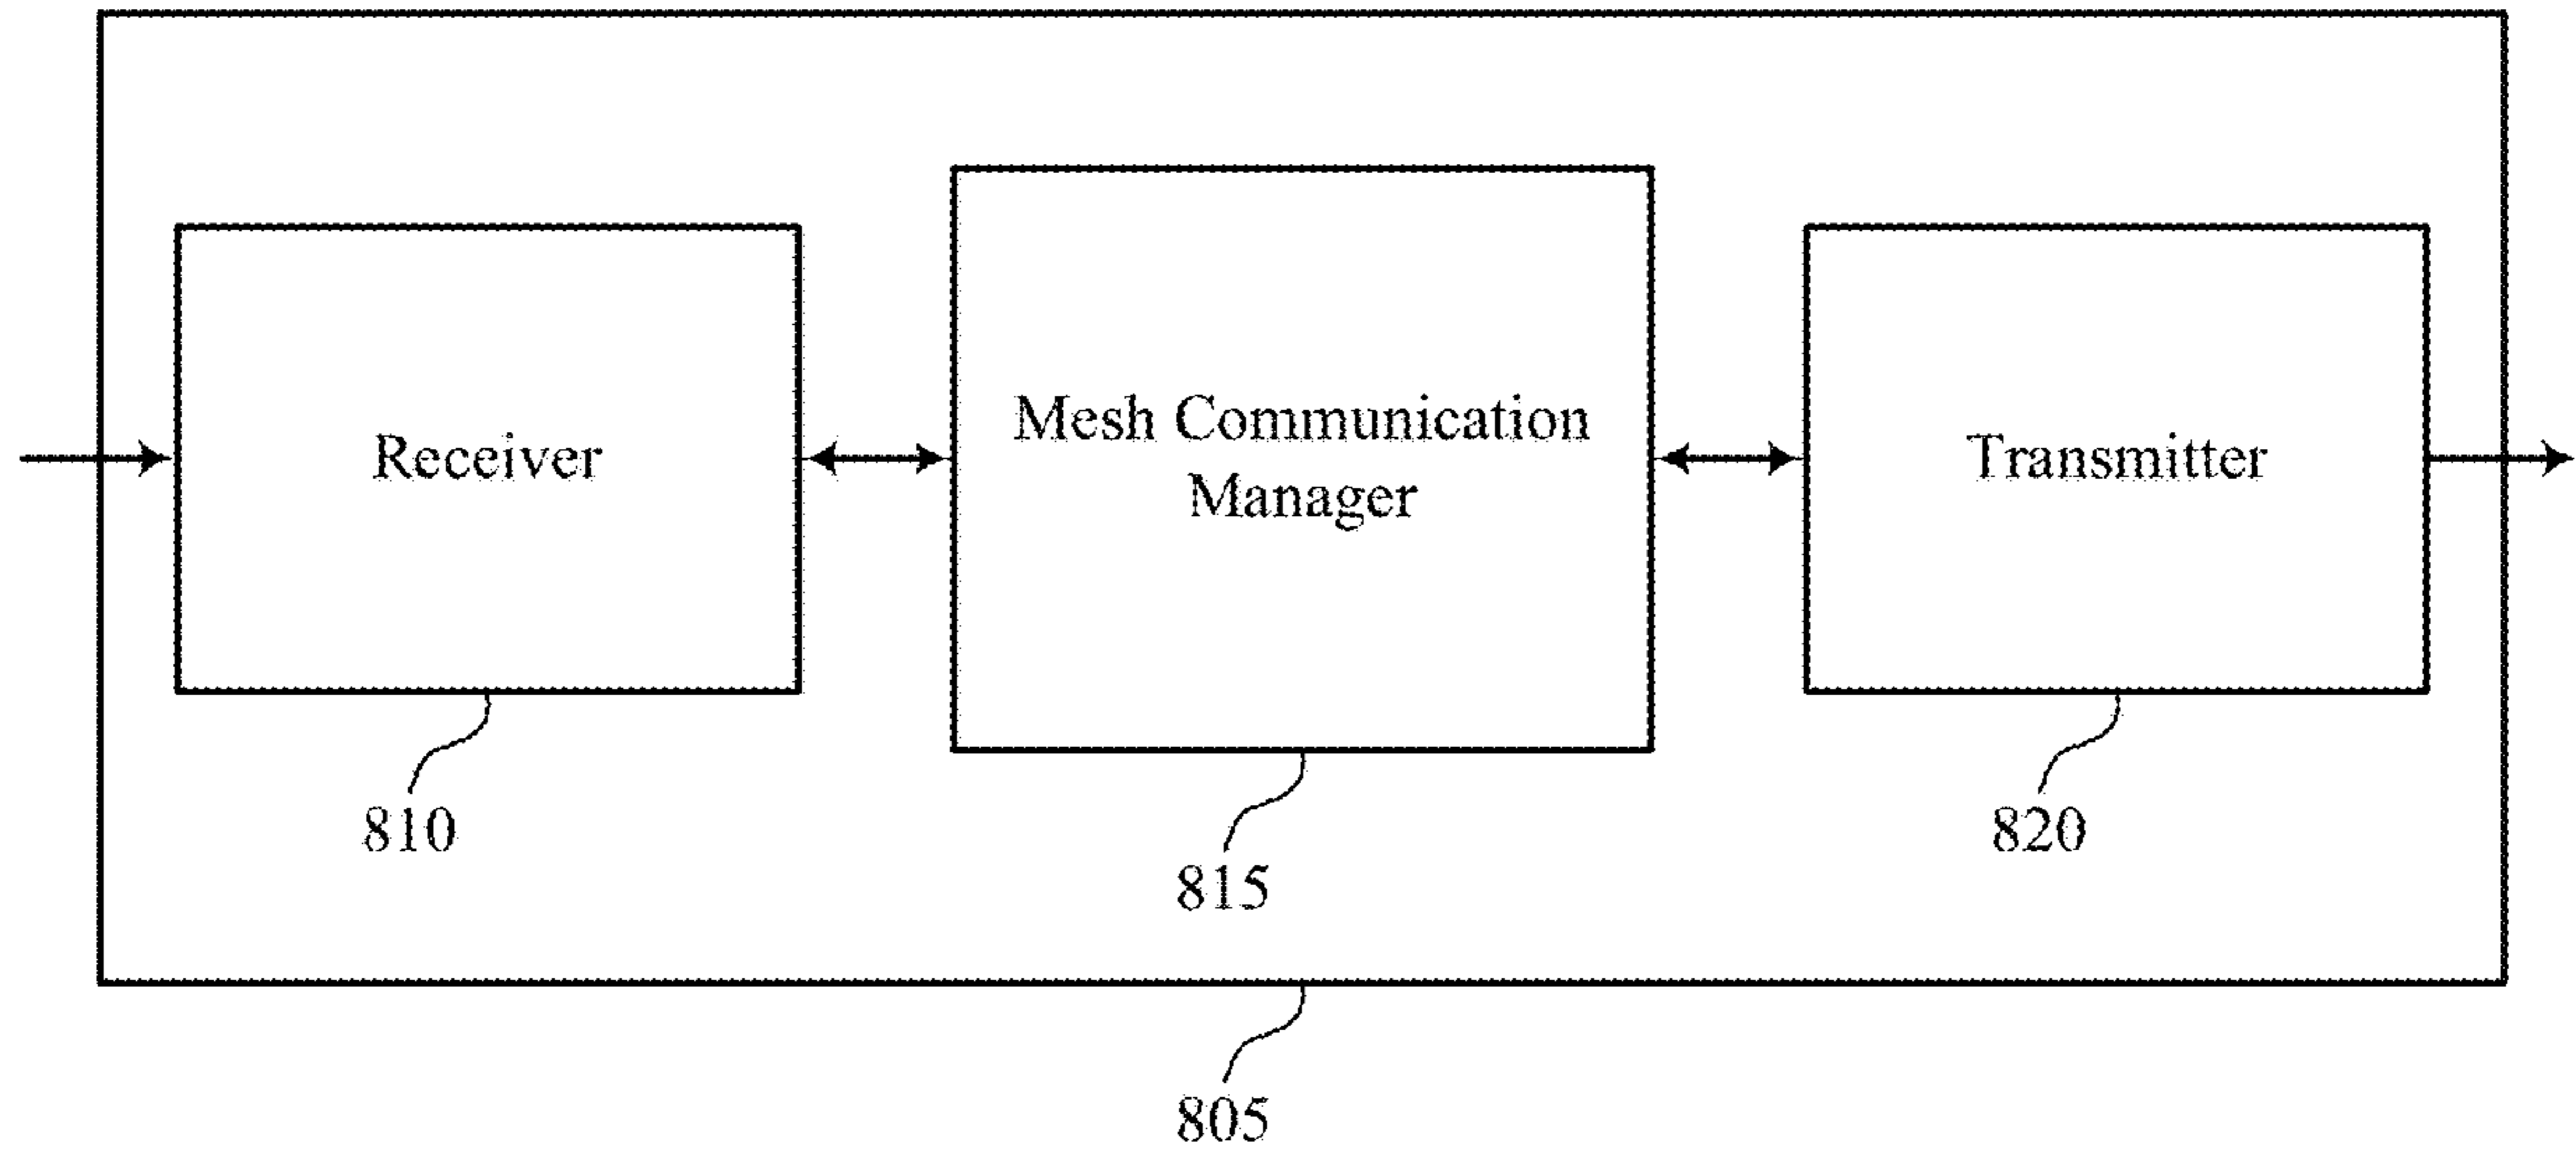 Receiver
Mesh Communication
Manager
Transmitter
810
815
820
805